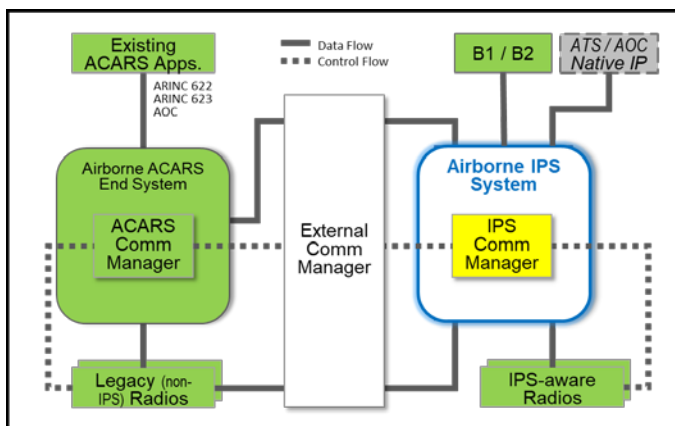 Existing
ACARS Apps.
Data Flow
Control Flow
B1 / B2
ATS / AOC
Native IP
ARINC 622
ARINC 623
AOC
Airborne ACARS
End System
Airborne IPS
System
ACARS
Comm
Manager
External
Comm
Manager
IPS
Comm
Manager
Legacy (non-
IPS) Radios
IPS-aware
Radios